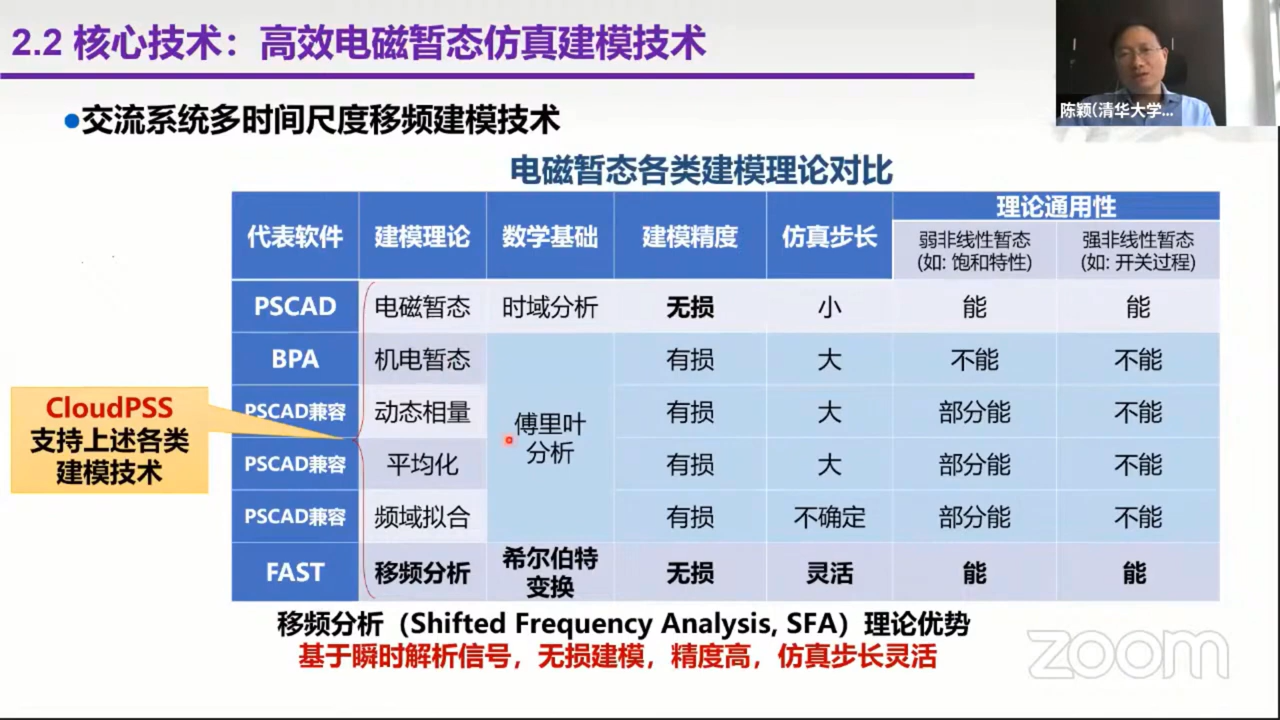 2.2 核心技术：高效电磁暂态仿真建模技术
陈颖(清华大学...
●交流系统多时间尺度移频建模技术
电磁暂态各类建模理论对比
代表软件 建模理论 数学基础 建模精度 仿真步长 理论通用性
弱非线性暂态 强非线性暂态
(如: 饱和特性) (如: 开关过程)
PSCAD 电磁暂态 时域分析 无损 小 能 能
BPA 机电暂态 有损 大 不能 不能
CloudPSS
支持上述各类
建模技术
PSCAD兼容 动态相量 有损 大 部分能 不能
傅里叶
分析
PSCAD兼容 平均化 有损 大 部分能 不能
PSCAD兼容 频域拟合 有损 不确定 部分能 不能
FAST 移频分析 希尔伯特 无损 灵活 能 能
变换
移频分析（Shifted Frequency Analysis, SFA）理论优势
基于瞬时解析信号，无损建模，精度高，仿真步长灵活
zoom